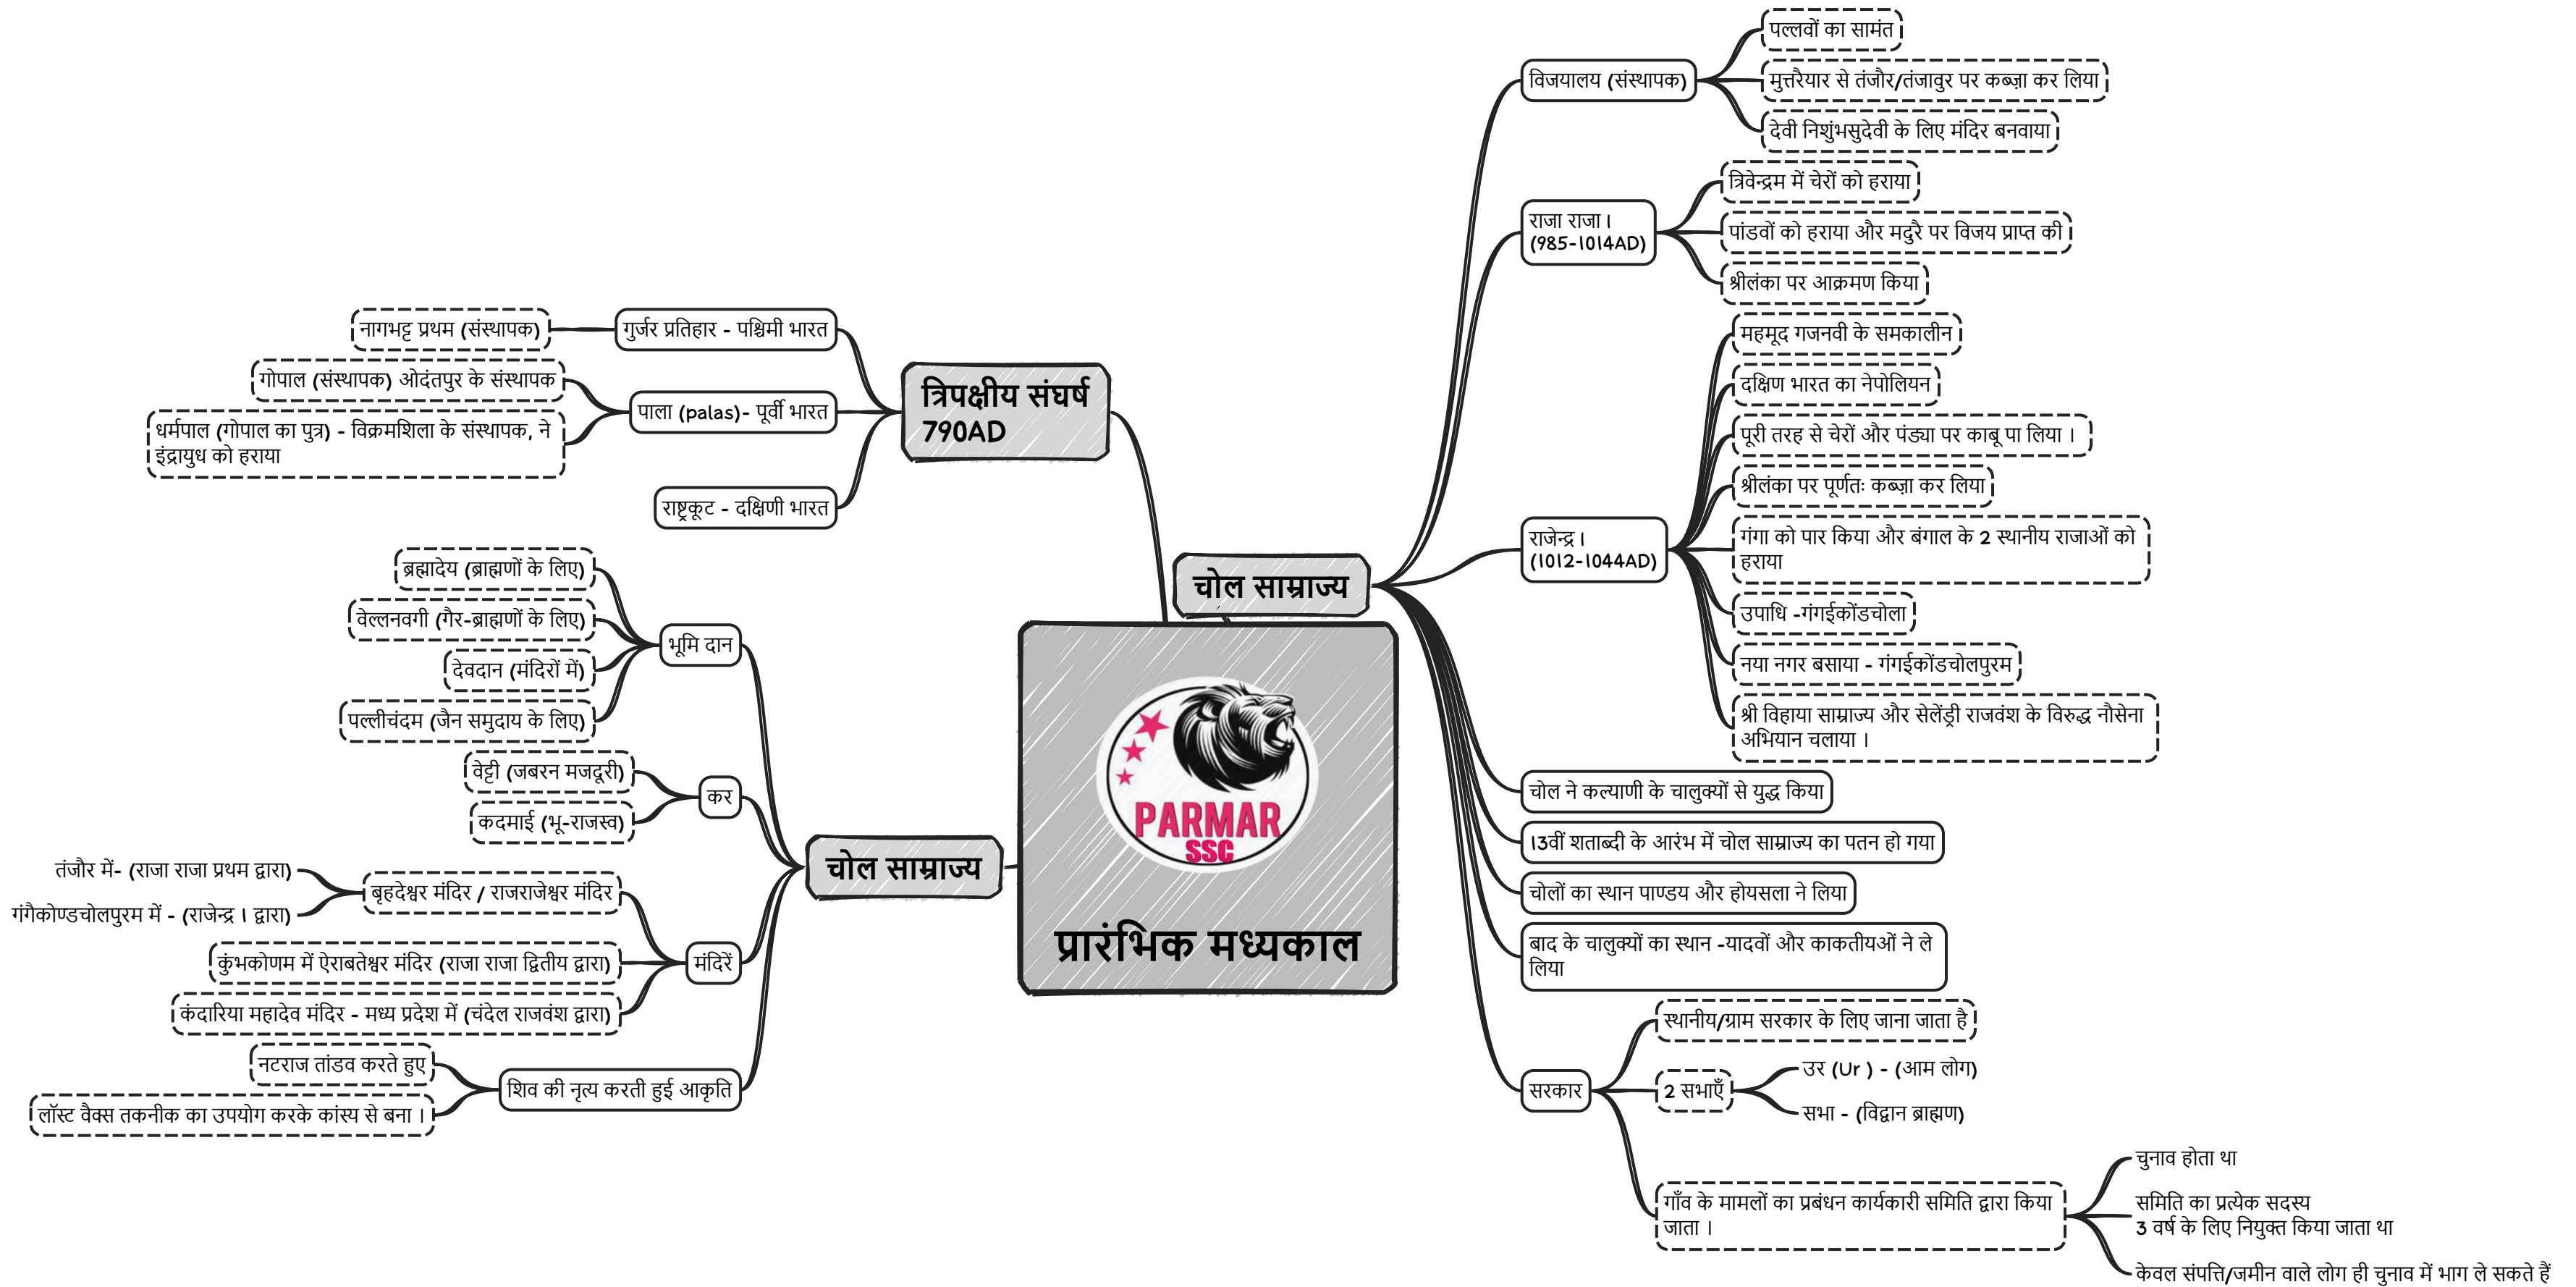 प्रारंभिक मध्यकाल
PARMAR
SSC
चोल साम्राज्य
विजयालय (संस्थापक)
पल्लवों का सामंत
मुत्तरैयार से तंजौर/तंजावुर पर कब्ज़ा कर लिया
देवी निशुंभसुदेवी के लिए मंदिर बनवाया
राजा राजा I
(985-1014AD)
त्रिवेन्द्रम में चेरों को हराया
पांडवों को हराया और मदुरै पर विजय प्राप्त की
श्रीलंका पर आक्रमण किया
राजेन्द्र I
(1012-1044AD)
महमूद गजनवी के समकालीन
दक्षिण भारत का नेपोलियन
पूरी तरह से चेरों और पंड्या पर काबू पा लिया ।
श्रीलंका पर पूर्णतः कब्ज़ा कर लिया
गंगा को पार किया और बंगाल के 2 स्थानीय राजाओं को
हराया
उपाधि -गंगईकोंडचोला
नया नगर बसाया - गंगईकोंडचोलपुरम
श्री विहाया साम्राज्य और सेलेंड्री राजवंश के विरुद्ध नौसेना
अभियान चलाया ।
चोल ने कल्याणी के चालुक्यों से युद्ध किया
13वीं शताब्दी के आरंभ में चोल साम्राज्य का पतन हो गया
चोलों का स्थान पाण्डय और होयसला ने लिया
बाद के चालुक्यों का स्थान -यादवों और काकतीयओं ने ले
लिया
सरकार
स्थानीय/ग्राम सरकार के लिए जाना जाता है
2 सभाएँ
उर (Ur ) - (आम लोग)
सभा - (विद्वान ब्राह्मण)
गाँव के मामलों का प्रबंधन कार्यकारी समिति द्वारा किया
जाता ।
चुनाव होता था
समिति का प्रत्येक सदस्य
3 वर्ष के लिए नियुक्त किया जाता था
केवल संपत्ति/जमीन वाले लोग ही चुनाव में भाग ले सकते हैं
त्रिपक्षीय संघर्ष
790AD
गुर्जर प्रतिहार - पश्चिमी भारत
नागभट्ट प्रथम (संस्थापक)
पाला (palas)- पूर्वी भारत
गोपाल (संस्थापक) ओदंतपुर के संस्थापक
धर्मपाल (गोपाल का पुत्र) - विक्रमशिला के संस्थापक, ने
इंद्रायुध को हराया
राष्ट्रकूट - दक्षिणी भारत
चोल साम्राज्य
भूमि दान
ब्रह्मादेय (ब्राह्मणों के लिए)
वेल्लनवगी (गैर-ब्राह्मणों के लिए)
देवदान (मंदिरों में)
पल्लीचंदम (जैन समुदाय के लिए)
कर
वेट्टी (जबरन मजदूरी)
कदमाई (भू-राजस्व)
मंदिरें
बृहदेश्वर मंदिर / राजराजेश्वर मंदिर
तंजौर में- (राजा राजा प्रथम द्वारा)
गंगैकोण्डचोलपुरम में - (राजेन्द्र I द्वारा)
कुंभकोणम में ऐराबतेश्वर मंदिर (राजा राजा द्वितीय द्वारा)
कंदारिया महादेव मंदिर - मध्य प्रदेश में (चंदेल राजवंश द्वारा)
शिव की नृत्य करती हुई आकृति
नटराज तांडव करते हुए
लॉस्ट वैक्स तकनीक का उपयोग करके कांस्य से बना ।